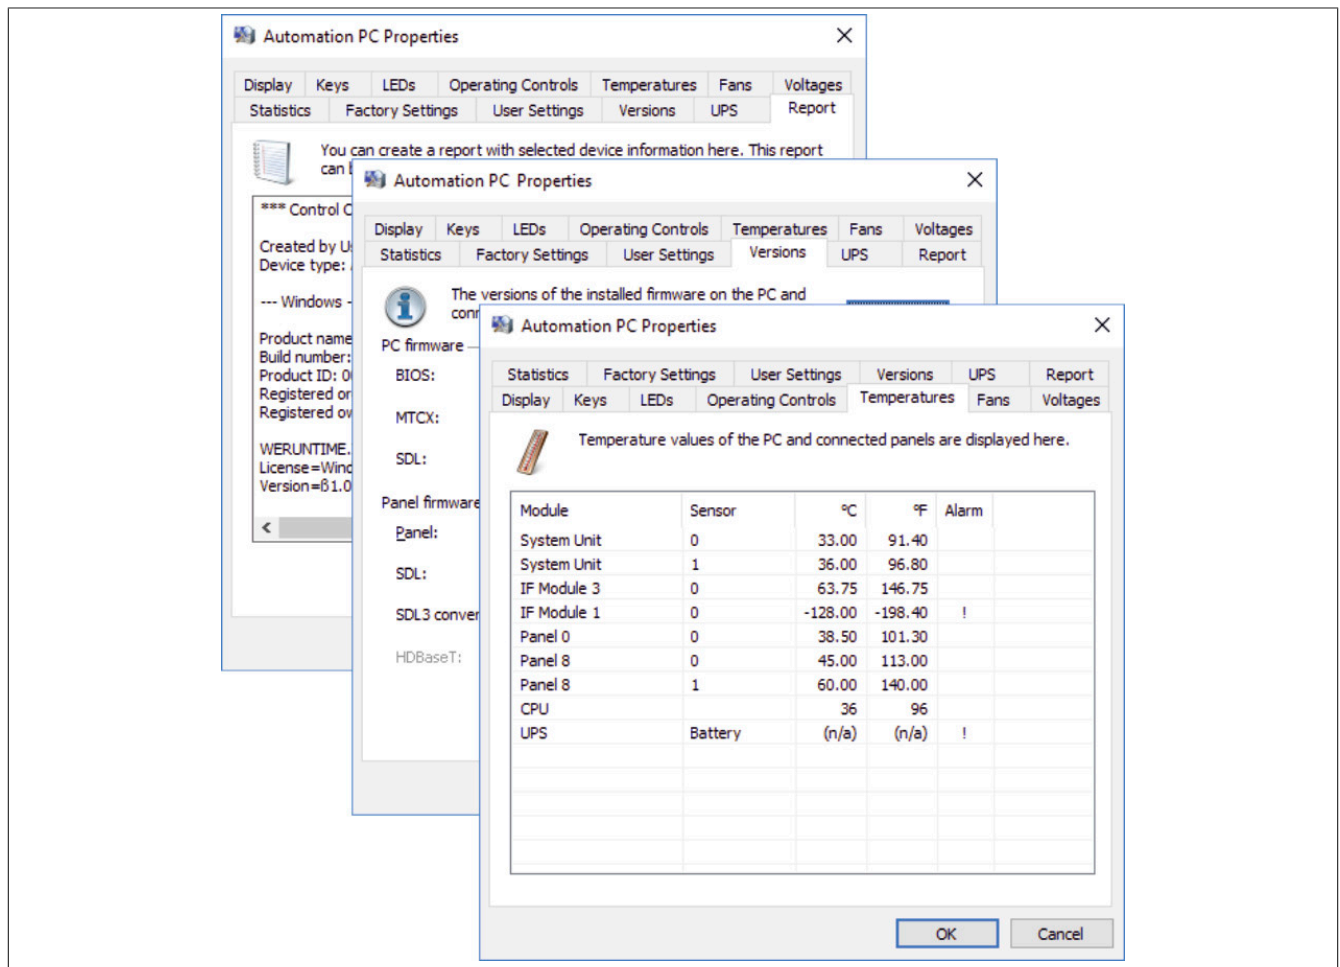 Automation PC Properties
Display Keys LEDs Operating Controls Temperatures Fans Voltages
Statistics Factory Settings User Settings Versions UPS Report
You can create a report with selected device information here. This report
can
*** Control
Created by
Device type:
--- Windows -
Product name
Build number:
Product ID:
Registered
Registered
WERUNTIME.
License=Wind
Version=ß1.0
Automation PC Properties
Display Keys LEDs Operating Controls Temperatures Fans Voltages
Statistics Factory Settings User Settings Versions UPS Report
The versions of the installed firmware on the PC and
PC firmware
BIOS:
MTCX:
SDL:
Panel firmware
Panel:
SDL:
SDL3 conver
HDBaseT:
Automation PC Properties
Statistics Factory Settings User Settings Versions UPS Report
Display Keys LEDs Operating Controls Temperatures Fans Voltages
Temperature values of the PC and connected panels are displayed here.
Module Sensor °C °F Alarm
System Unit 0 33.00 91.40
System Unit 1 36.00 96.80
IF Module 3 0 63.75 146.75
IF Module 1 0 -128.00 -198.40 !
Panel 0 0 38.50 101.30
Panel 8 0 45.00 113.00
Panel 8 1 60.00 140.00
CPU 36 96
UPS Battery (n/a) (n/a) !
OK Cancel